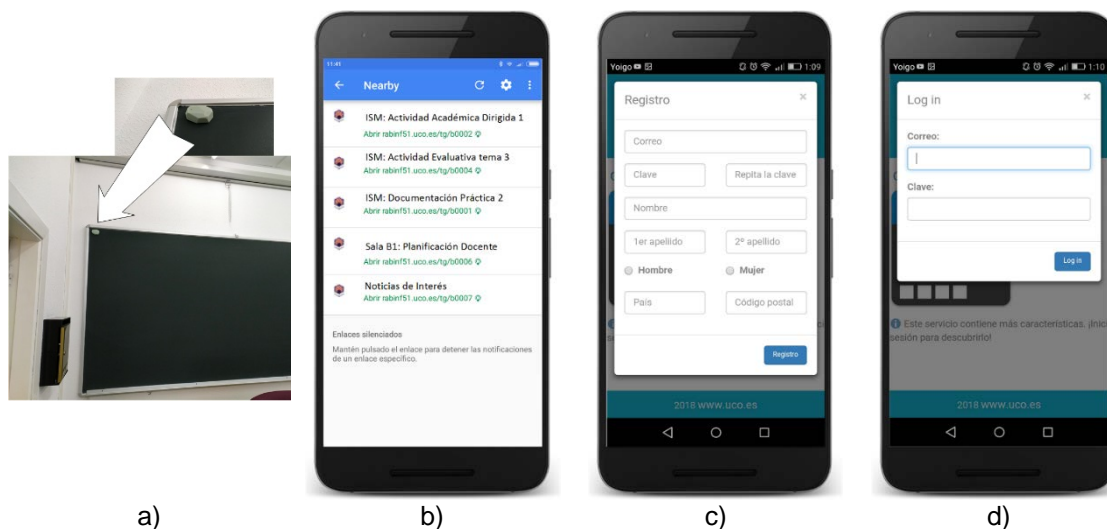 11:41
Nearby
ISM: Actividad Académica Dirigida 1
Abrir rabinf51.uco.es/tg/b0002
ISM: Actividad Evaluativa tema 3
Abrir rabinf51.uco.es/tg/b0004
ISM: Documentación Práctica 2
Abrir rabinf51.uco.es/tg/b0001
Sala B1: Planificación Docente
Abrir rabinf51.uco.es/tg/b0006
Noticias de Interés
Abrir rabinf51.uco.es/tg/b0007
Enlaces silenciados
Mantén pulsado el enlace para detener las notificaciones
de un enlace específico.
Yoigo 1:09
Registro ×
Correo
Clave Repita la clave
Nombre
1er apellido 2º apellido
Hombre Mujer
País Código postal
Registro
2018 www.uco.es
Yoigo 1:10
Log in ×
Correo:
Clave:
Log in
Este servicio contiene más características. ¡Inic
sesión para descubrirlo!
2018 www.uco.es
a) b) c) d)